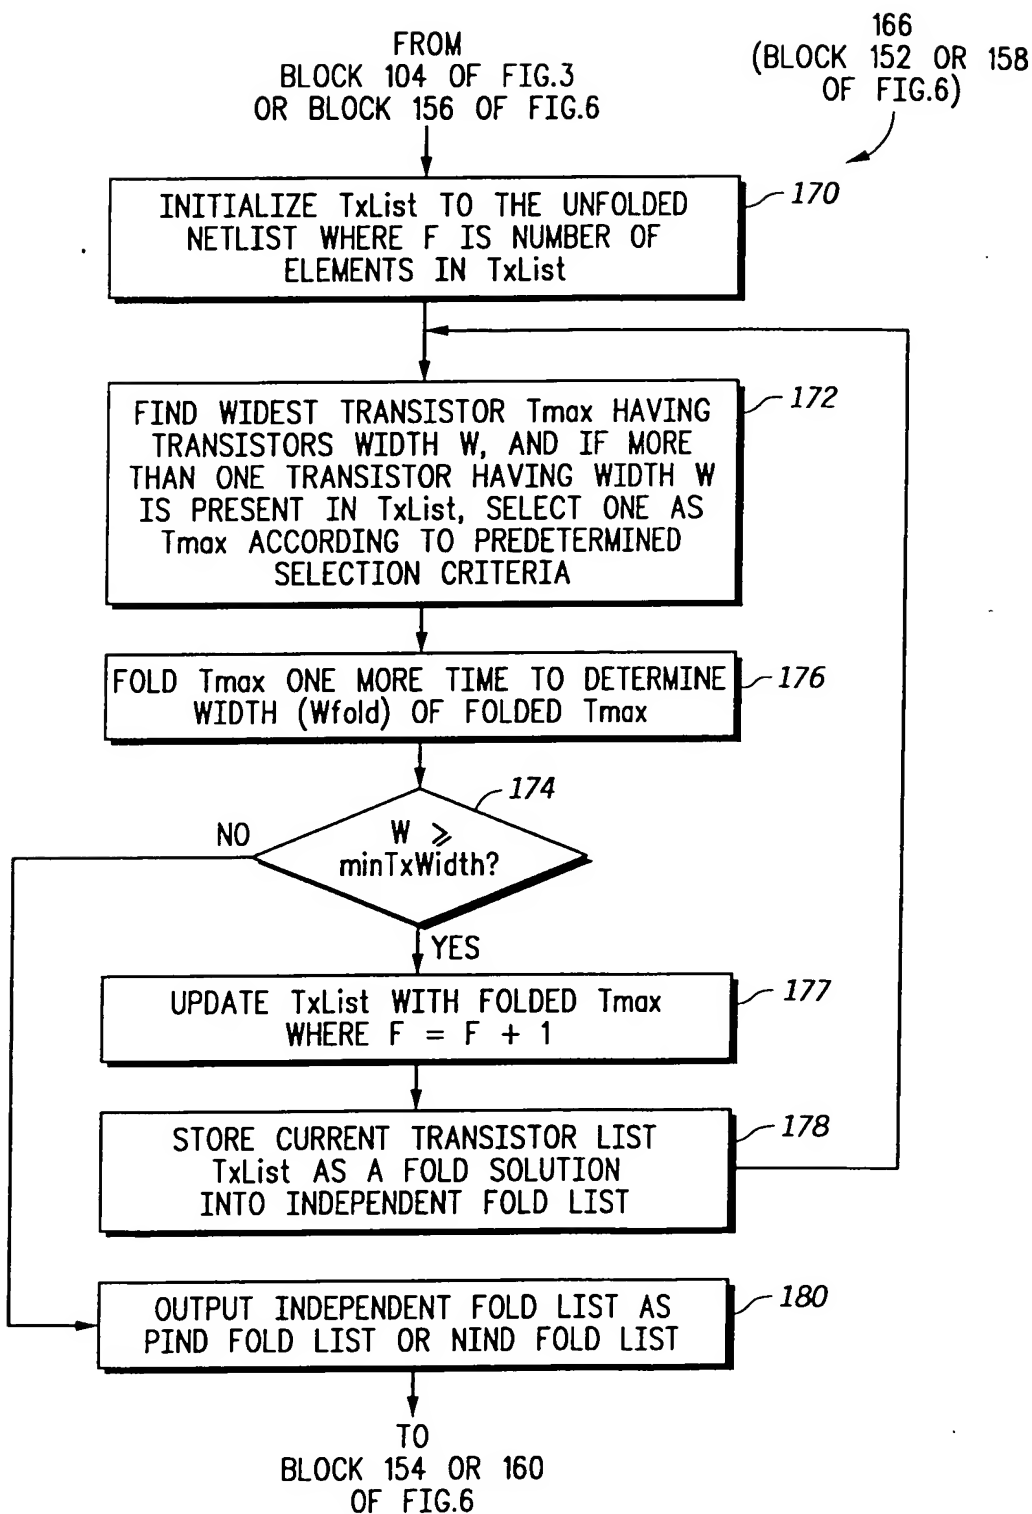 FROM
BLOCK 104 OF FIG.3
OR BLOCK 156 OF FIG.6
166
(BLOCK 152 OR 158
OF FIG.6)
INITIALIZE TxList TO THE UNFOLDED
NETLIST WHERE F IS NUMBER OF
ELEMENTS IN TxList
170
FIND WIDEST TRANSISTOR Tmax HAVING
TRANSISTORS WIDTH W, AND IF MORE
THAN ONE TRANSISTOR HAVING WIDTH W
IS PRESENT IN TxList, SELECT ONE AS
Tmax ACCORDING TO PREDETERMINED
SELECTION CRITERIA
172
FOLD Tmax ONE MORE TIME TO DETERMINE
WIDTH (Wfold) OF FOLDED Tmax
176
174
W ⩾
minTxWidth?
NO
YES
UPDATE TxList WITH FOLDED Tmax
WHERE F = F + 1
177
STORE CURRENT TRANSISTOR LIST
TxList AS A FOLD SOLUTION
INTO INDEPENDENT FOLD LIST
178
OUTPUT INDEPENDENT FOLD LIST AS
PIND FOLD LIST OR NIND FOLD LIST
180
TO
BLOCK 154 OR 160
OF FIG.6